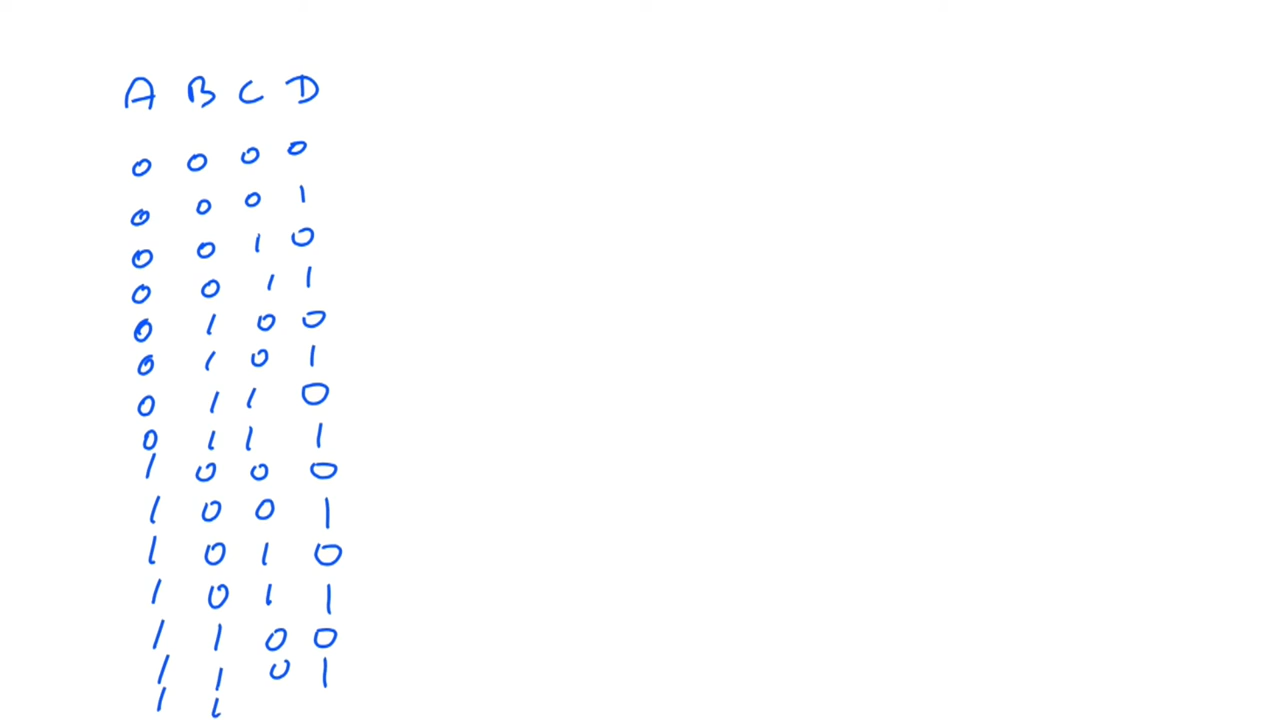 A B C D
0 0 0 0
0 0 0 1
0 0 1 0
0 0 1 1
0 1 0 0
0 1 0 1
0 1 1 0
0 1 1 1
1 0 0 0
1 0 0 1
1 0 1 0
1 0 1 1
1 1 0 0
1 1 0 1
1 1